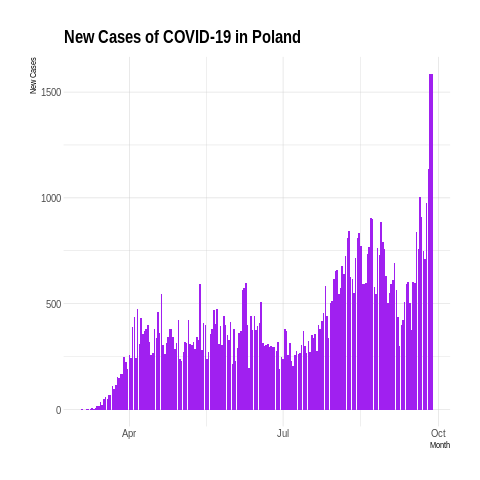 New Cases of COVID-19 in Poland
New Cases
1500
1000
500
0
Apr
Jul
Oct
Month